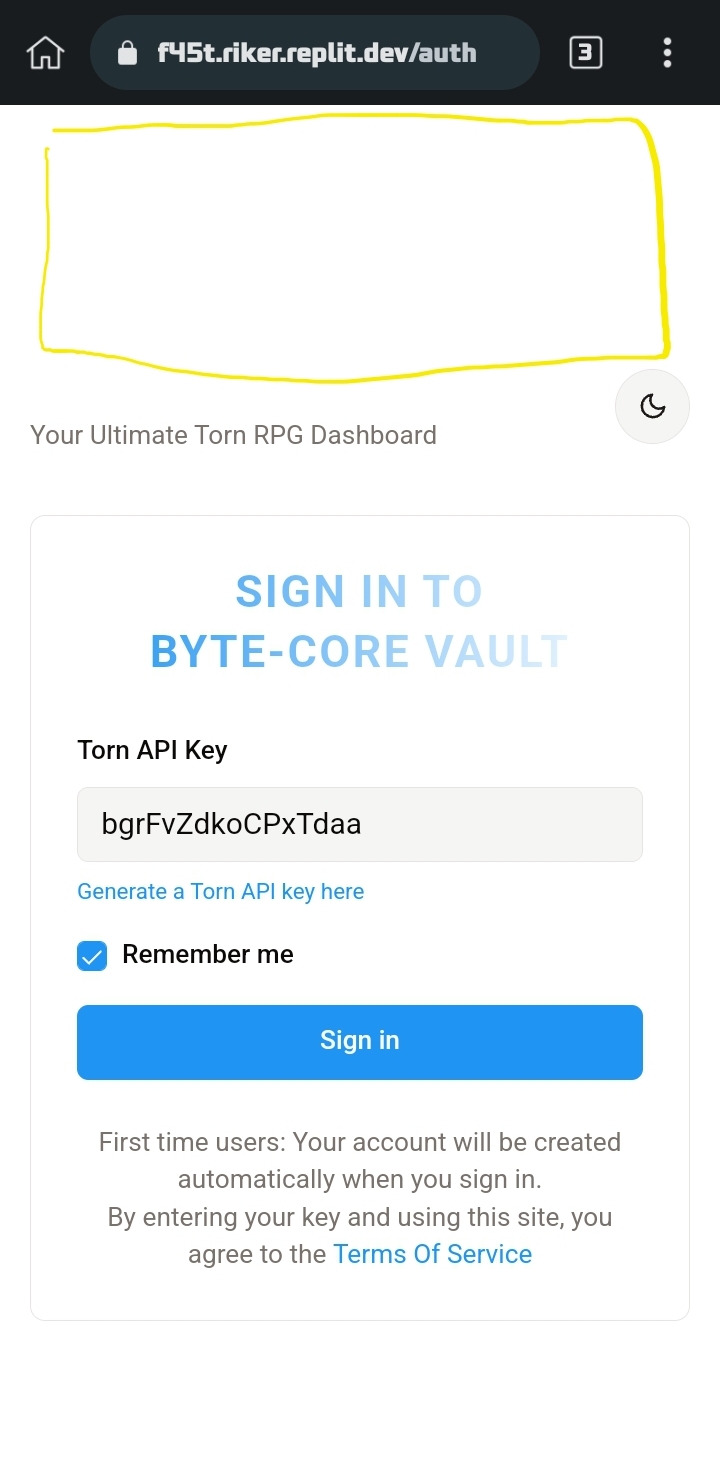 f45t.riker.replit.dev/auth
3
Your Ultimate Torn RPG Dashboard
SIGN IN TO
BYTE-CORE VAULT
Torn API Key
bgrFvZdkoCPxTdaa
Generate a Torn API key here
Remember me
Sign in
First time users: Your account will be created
automatically when you sign in.
By entering your key and using this site, you
agree to the Terms Of Service